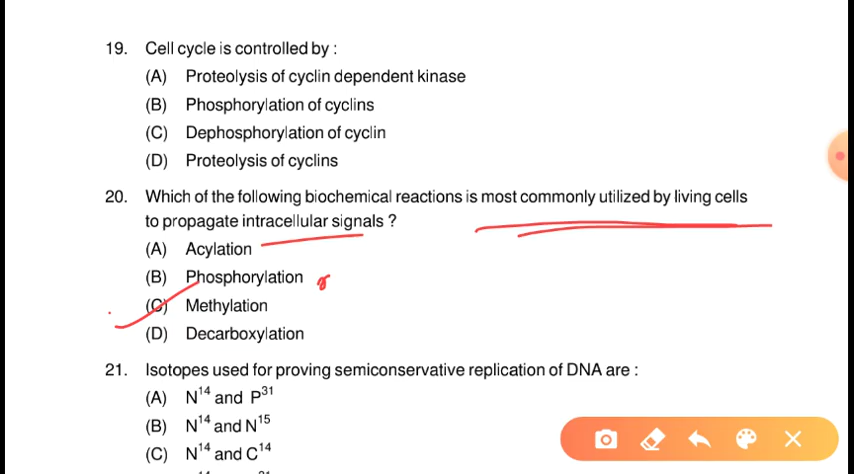 19. Cell cycle is controlled by :
(A) Proteolysis of cyclin dependent kinase
(B) Phosphorylation of cyclins
(C) Dephosphorylation of cyclin
(D) Proteolysis of cyclins
20. Which of the following biochemical reactions is most commonly utilized by living cells
to propagate intracellular signals ?
(A) Acylation
(B) Phosphorylation
(C) Methylation
(D) Decarboxylation
21. Isotopes used for proving semiconservative replication of DNA are :
(A) N¹⁴ and P³¹
(B) N¹⁴ and N¹⁵
(C) N¹⁴ and C¹⁴